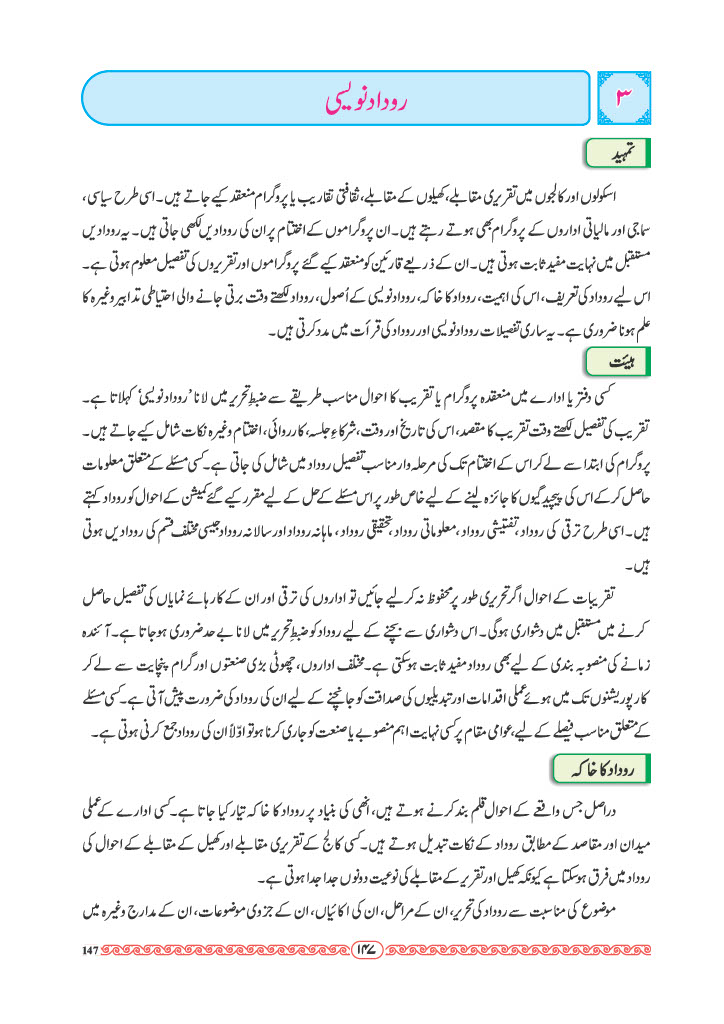 ۳
روداد نویسی
تمہید
اسکولوں اور کالجوں میں تقریری مقابلے، کھیلوں کے مقابلے، ثقافتی تقاریب یا پروگرام منعقد کیے جاتے ہیں۔ اسی طرح سیاسی،
سماجی اور مالیاتی اداروں کے پروگرام بھی ہوتے رہتے ہیں۔ ان پروگراموں کے اختتام پر ان کی رودادیں لکھی جاتی ہیں۔ یہ رودادیں
مستقبل میں نہایت مفید ثابت ہوتی ہیں۔ ان کے ذریعے قارئین کو منعقد کیے گئے پروگراموں اور تقریروں کی تفصیل معلوم ہوتی ہے۔
اس لیے روداد کی تعریف، اس کی اہمیت، روداد کا خاکہ، روداد نویسی کے اُصول، روداد لکھتے وقت برتی جانے والی احتیاطی تدابیر وغیرہ کا
علم ہونا ضروری ہے۔ یہ ساری تفصیلات روداد نویسی اور روداد کی قرأت میں مدد کرتی ہیں۔
ہیئت
کسی دفتر یا ادارے میں منعقدہ پروگرام یا تقریب کا احوال مناسب طریقے سے ضبطِ تحریر میں لانا ’روداد نویسی‘ کہلاتا ہے۔
تقریب کی تفصیل لکھتے وقت تقریب کا مقصد، اس کی تاریخ اور وقت، شرکاءِ جلسہ، کارروائی، اختتام وغیرہ نکات شامل کیے جاتے ہیں۔
پروگرام کی ابتدا سے لے کر اس کے اختتام تک کی مرحلہ وار مناسب تفصیل روداد میں شامل کی جاتی ہے۔ کسی مسئلے کے متعلق معلومات
حاصل کرکے اس کی پیچیدگیوں کا جائزہ لینے کے لیے خاص طور پر اس مسئلے کے حل کے لیے مقرر کیے گئے کمیشن کے احوال کو روداد کہتے
ہیں۔ اسی طرح ترقی کی روداد، تفتیشی روداد، معلوماتی روداد، تحقیقی روداد، ماہانہ روداد اور سالانہ روداد جیسی مختلف قسم کی رودادیں ہوتی
ہیں۔
تقریبات کے احوال اگر تحریری طور پر محفوظ نہ کر لیے جائیں تو اداروں کی ترقی اور ان کے کارہائے نمایاں کی تفصیل حاصل
کرنے میں مستقبل میں دشواری ہوگی۔ اس دشواری سے بچنے کے لیے روداد کو ضبطِ تحریر میں لانا بے حد ضروری ہو جاتا ہے۔ آئندہ
زمانے کی منصوبہ بندی کے لیے بھی روداد مفید ثابت ہوسکتی ہے۔ مختلف اداروں، چھوٹی بڑی صنعتوں اور گرام پنچایت سے لے کر
کارپوریشنوں تک میں ہوئے عملی اقدامات اور تبدیلیوں کی صداقت کو جانچنے کے لیے ان کی روداد کی ضرورت پیش آتی ہے۔ کسی مسئلے
کے متعلق مناسب فیصلے کے لیے، عوامی مقام پر کسی نہایت اہم منصوبے یا صنعت کو جاری کرنا ہو تو اوّلاً ان کی روداد جمع کرنی ہوتی ہے۔
روداد کا خاکہ
دراصل جس واقعے کے احوال قلم بند کرنے ہوتے ہیں، انھی کی بنیاد پر روداد کا خاکہ تیار کیا جاتا ہے۔ کسی ادارے کے عملی
میدان اور مقاصد کے مطابق روداد کے نکات تبدیل ہوتے ہیں۔ کسی کالج کے تقریری مقابلے اور کھیل کے مقابلے کے احوال کی
روداد میں فرق ہوسکتا ہے کیونکہ کھیل اور تقریر کے مقابلے کی نوعیت دونوں جدا جدا ہوتی ہے۔
موضوع کی مناسبت سے روداد کی تحریر، ان کے مراحل، ان کی اکائیاں، ان کے جزوی موضوعات، ان کے مدارج وغیرہ میں
۱۴۷
147